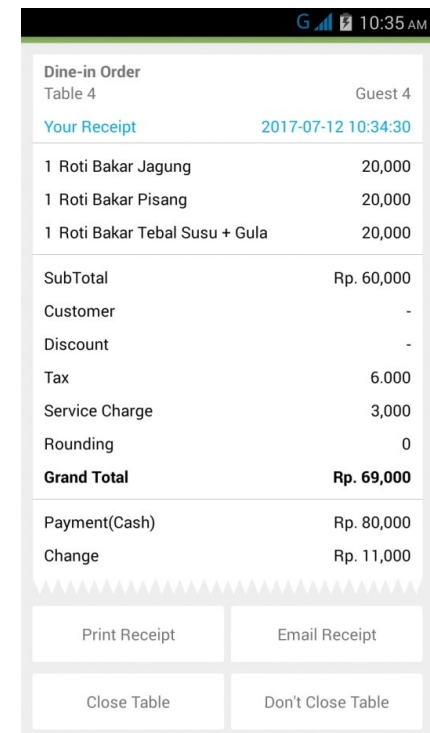 G 10:35 AM
Dine-in Order
Table 4 Guest 4
Your Receipt 2017-07-12 10:34:30
1 Roti Bakar Jagung 20,000
1 Roti Bakar Pisang 20,000
1 Roti Bakar Tebal Susu + Gula 20,000
SubTotal Rp. 60,000
Customer -
Discount -
Tax 6.000
Service Charge 3,000
Rounding 0
Grand Total Rp. 69,000
Payment(Cash) Rp. 80,000
Change Rp. 11,000
Print Receipt Email Receipt
Close Table Don't Close Table